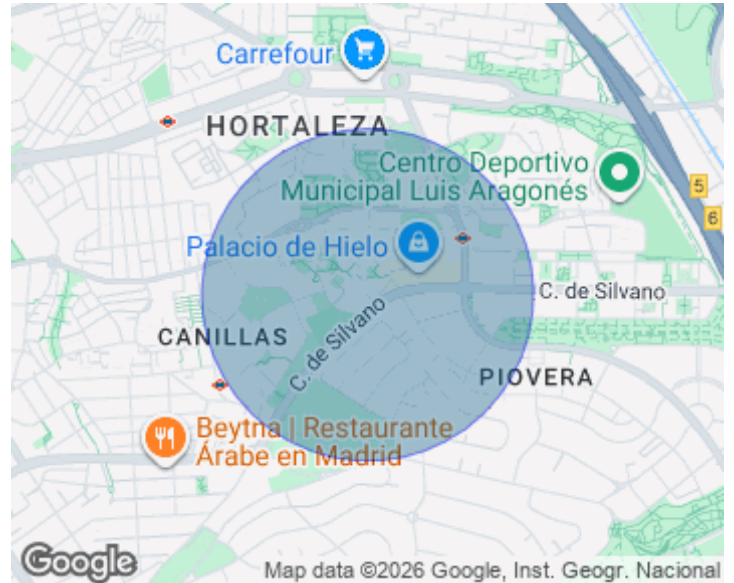 Carrefour
HORTALEZA
Centro Deportivo
Municipal Luis Aragonés
5
6
Palacio de Hielo
C. de Silvano
C. de Silvano
CANILLAS
PIOVERA
Beytna | Restaurante
Árabe en Madrid
Google
Map data ©2026 Google, Inst. Geogr. Nacional